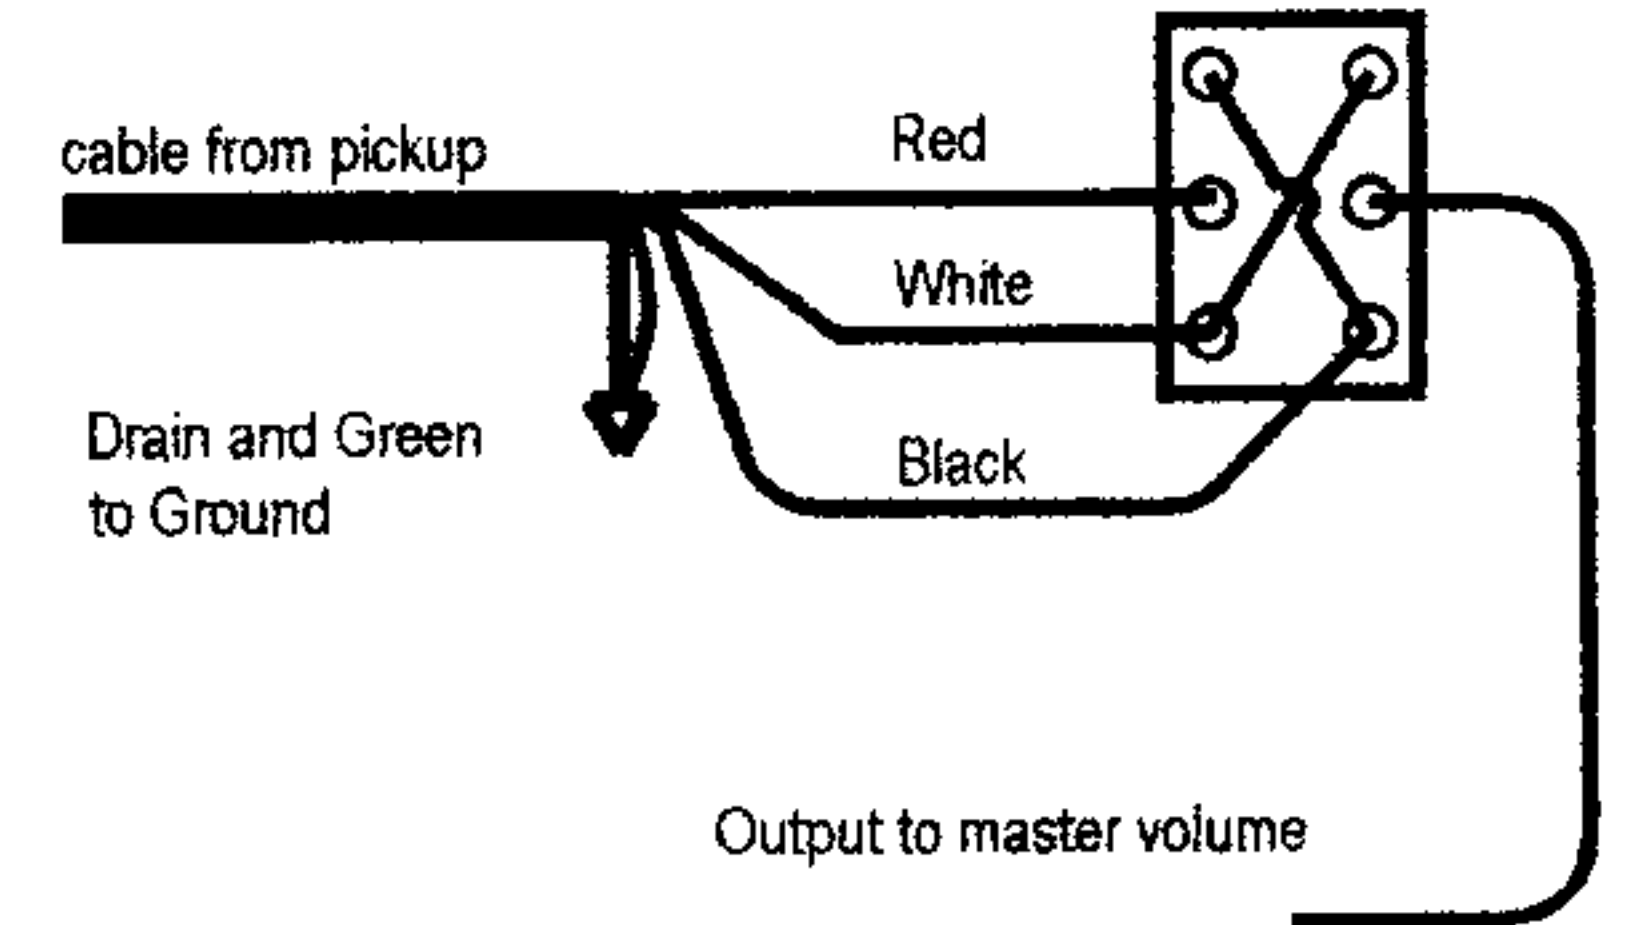 cable from pickup
Red
White
Drain and Green
to Ground
Black
Output to master volume